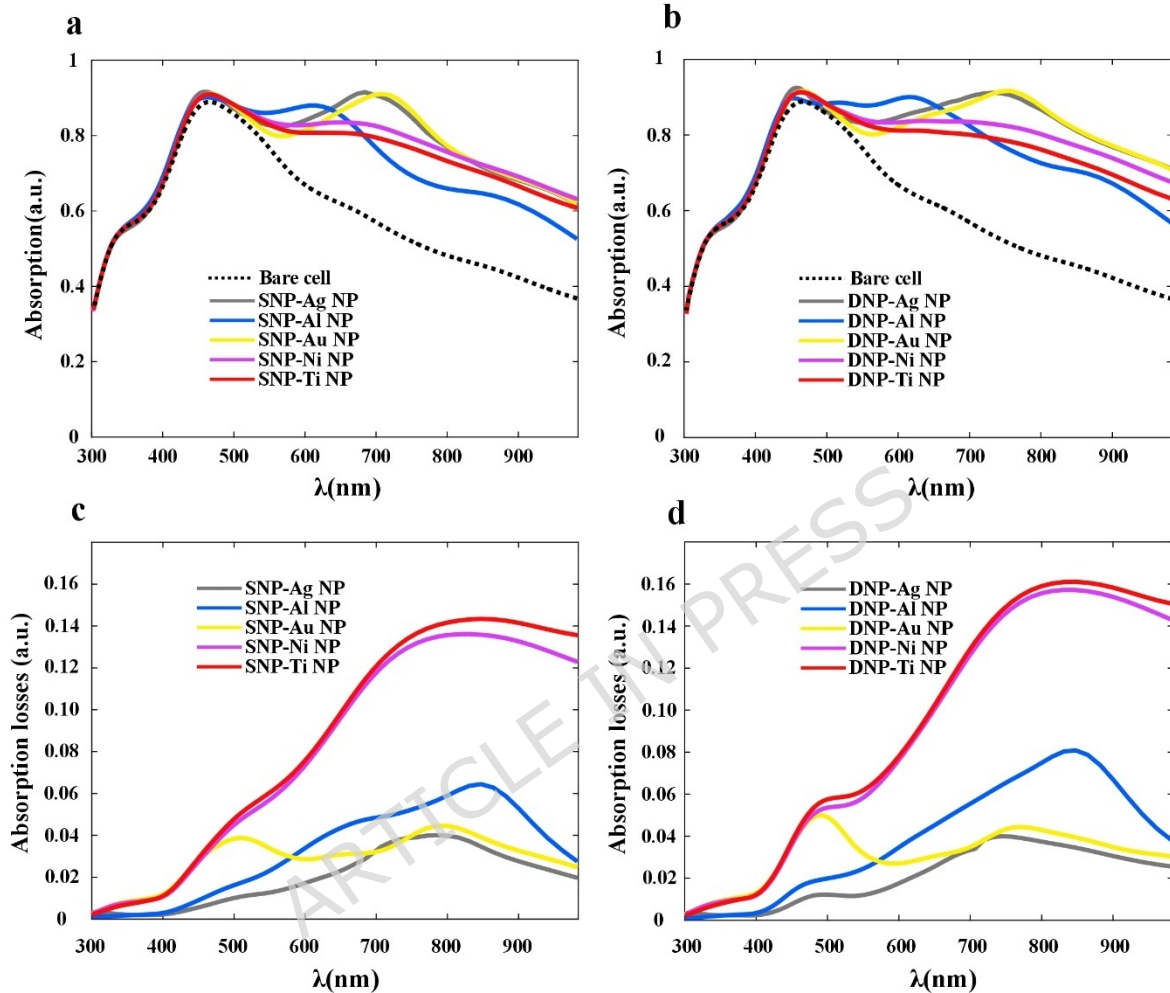 a
Absorption(a.u.)
1
0.8
0.6
0.4
0.2
0
Bare cell
SNP-Ag NP
SNP-Al NP
SNP-Au NP
SNP-Ni NP
SNP-Ti NP
300 400 500 600 700 800 900
λ(nm)
b
Absorption(a.u.)
1
0.8
0.6
0.4
0.2
0
Bare cell
DNP-Ag NP
DNP-Al NP
DNP-Au NP
DNP-Ni NP
DNP-Ti NP
300 400 500 600 700 800 900
λ(nm)
c
Absorption losses (a.u.)
0.16
0.14
0.12
0.10
0.08
0.06
0.04
0.02
0
SNP-Ag NP
SNP-Al NP
SNP-Au NP
SNP-Ni NP
SNP-Ti NP
300 400 500 600 700 800 900
λ(nm)
d
Absorption losses (a.u.)
0.16
0.14
0.12
0.10
0.08
0.06
0.04
0.02
0
DNP-Ag NP
DNP-Al NP
DNP-Au NP
DNP-Ni NP
DNP-Ti NP
300 400 500 600 700 800 900
λ(nm)
ARTICLE IN PRESS